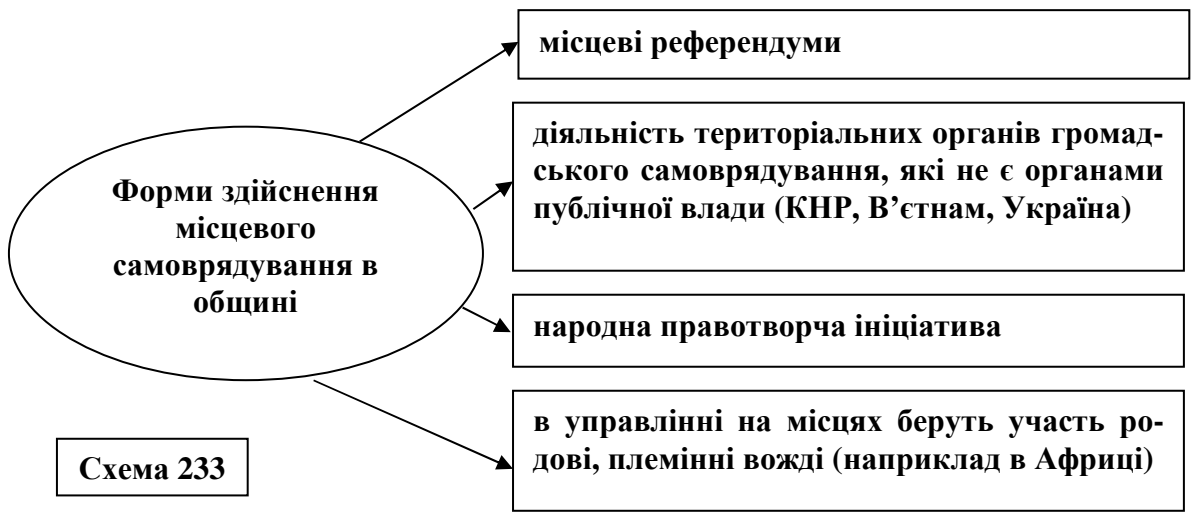 місцеві референдуми
діяльність територіальних органів громад-
ського самоврядування, які не є органами
публічної влади (КНР, В’єтнам, Україна)
Форми здійснення
місцевого
самоврядування в
общині
народна правотворча ініціатива
в управлінні на місцях беруть участь ро-
дові, племінні вожді (наприклад в Африці)
Схема 233